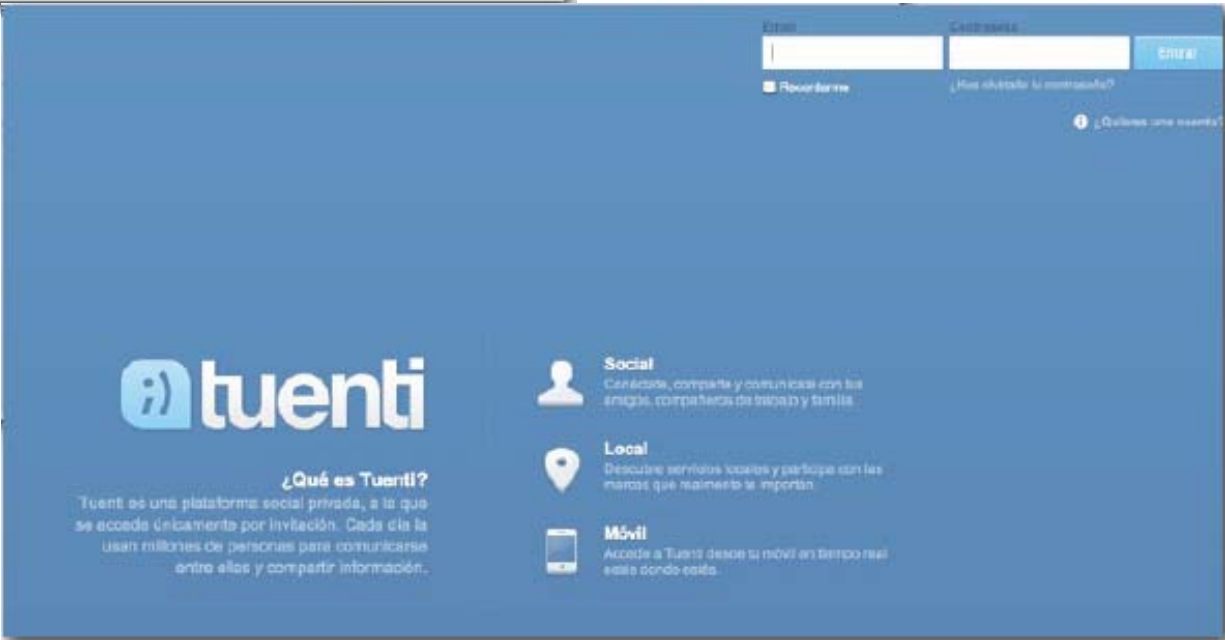 Email
Contraseña
Entrar
Recordarme
¿Has olvidado tu contraseña?
¿Quieres una cuenta?
;) tuenti
¿Qué es Tuenti?
Tuenti es una plataforma social privada, a la que
se accede únicamente por invitación. Cada día la
usan millones de personas para comunicarse
entre ellas y compartir información.
Social
Conéctate, comparte y comunícate con tus
amigos, compañeros de trabajo y familia.
Local
Descubre servicios locales y participa con las
marcas que realmente te importan.
Móvil
Accede a Tuenti desde tu móvil en tiempo real
estés donde estés.